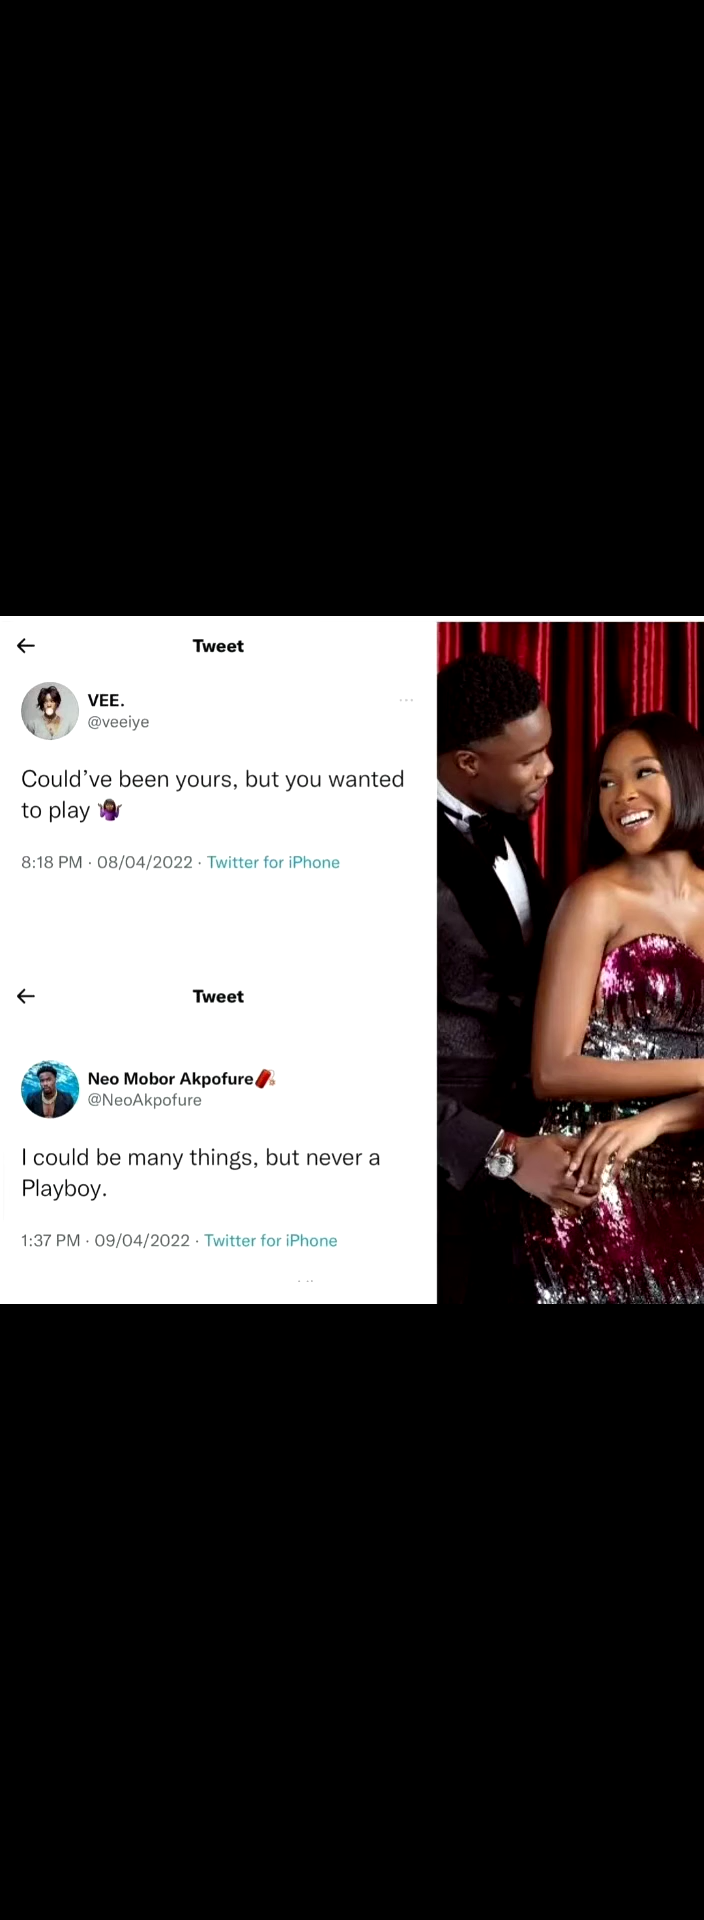 Tweet
VEE.
@veeiye
Could’ve been yours, but you wanted
to play 🤷🏾‍♀️
8:18 PM · 08/04/2022 · Twitter for iPhone
Tweet
Neo Mobor Akpofure🧨
@NeoAkpofure
I could be many things, but never a
Playboy.
1:37 PM · 09/04/2022 · Twitter for iPhone